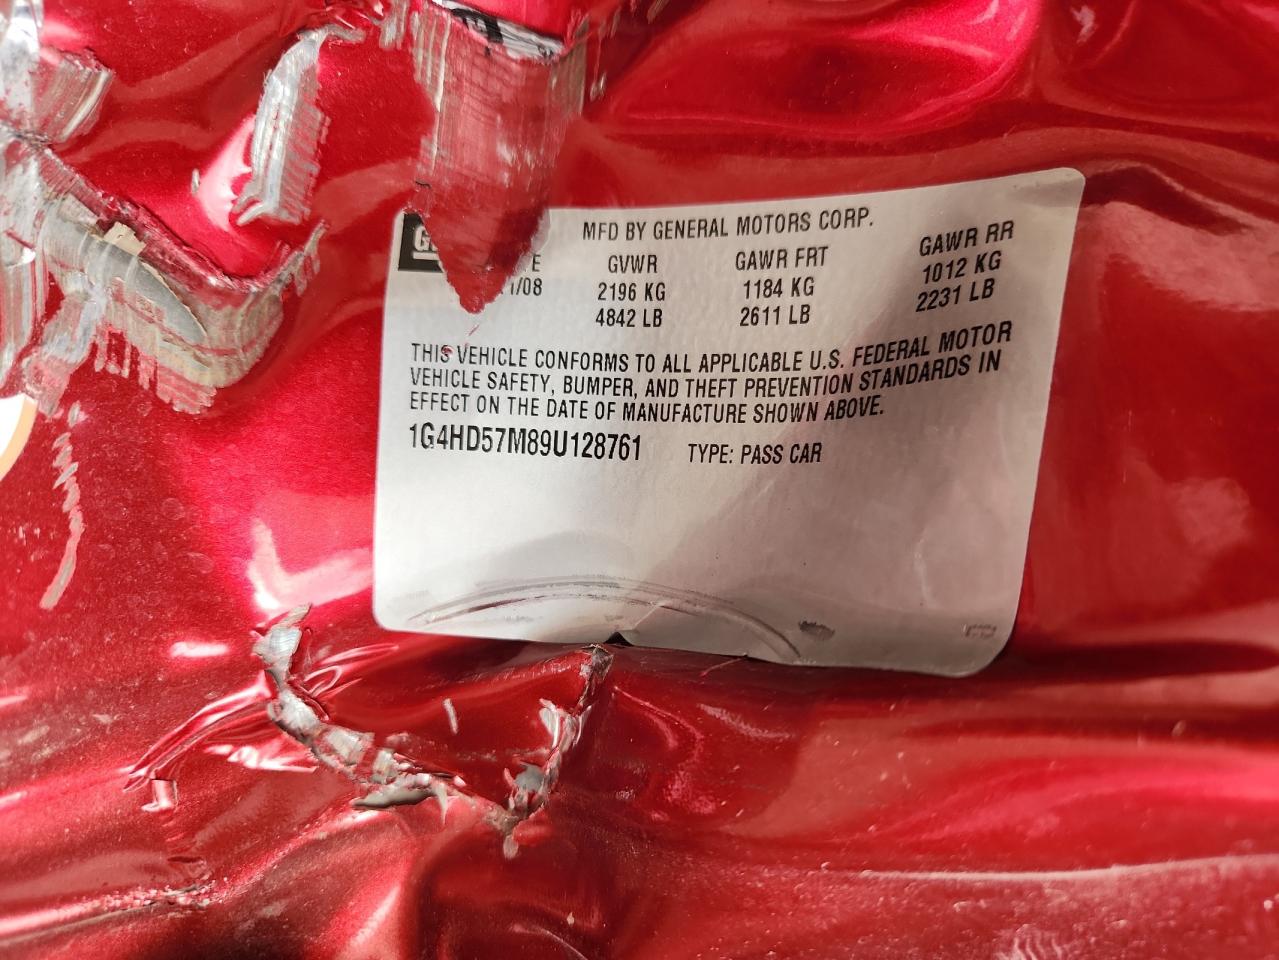 MFD BY GENERAL MOTORS CORP.
GVWR GAWR FRT GAWR RR
/08 2196 KG 1184 KG 1012 KG
4842 LB 2611 LB 2231 LB
THIS VEHICLE CONFORMS TO ALL APPLICABLE U.S. FEDERAL MOTOR
VEHICLE SAFETY, BUMPER, AND THEFT PREVENTION STANDARDS IN
EFFECT ON THE DATE OF MANUFACTURE SHOWN ABOVE.
1G4HD57M89U128761 TYPE: PASS CAR